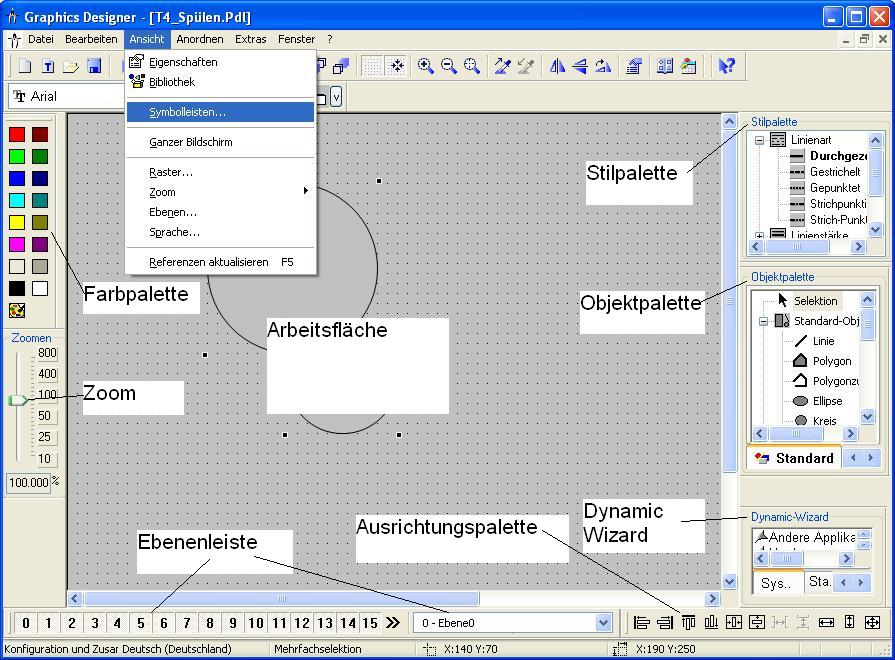 Graphics Designer - [T4_Spülen.Pdl]
Datei Bearbeiten Ansicht Anordnen Extras Fenster ?
Arial
Eigenschaften
Bibliothek
Symbolleisten...
Ganzer Bildschirm
Raster...
Zoom
Ebenen...
Sprache...
Referenzen aktualisieren F5
Farbpalette
Arbeitsfläche
Zoom
Stilpalette
Objektpalette
Ebenenleiste
Ausrichtungspalette
Dynamic
Wizard
Zoomen
800
400
100
50
25
10
100.000 %
Stilpalette
Linienart
Durchgez
Gestrichelt
Gepunktet
Strichpunkti
Strich-Punkt
Linienstärke
Objektpalette
Selektion
Standard-Obj
Linie
Polygon
Polygonzu
Ellipse
Kreis
Standard
Dynamic-Wizard
Andere Applika
Sys.. Sta.
0 1 2 3 4 5 6 7 8 9 10 11 12 13 14 15
0 - Ebene0
Konfiguration und Zusar Deutsch (Deutschland) Mehrfachselektion X:140 Y:70 X:190 Y:250